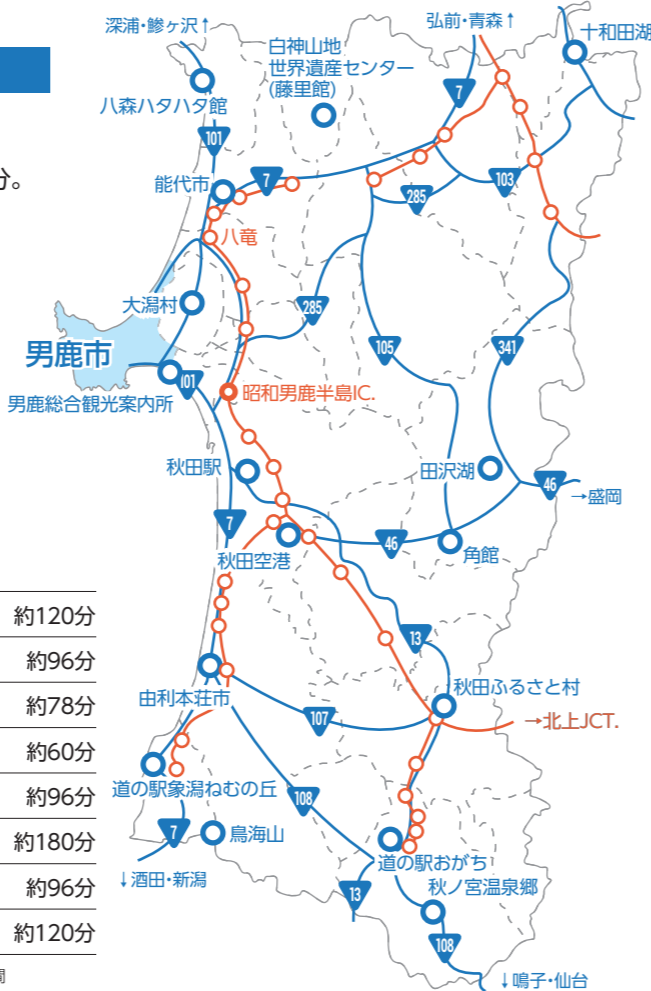 深浦・鰺ヶ沢↑
弘前・青森↑
十和田湖
白神山地
世界遺産センター
(藤里館)
八森ハタハタ館
7
101
分。
能代市
7
103
285
八竜
大潟村
285
男鹿市
105
341
101
昭和男鹿半島IC.
男鹿総合観光案内所
秋田駅
田沢湖
46
→盛岡
7
秋田空港
46
角館
約120分
13
約96分
秋田ふるさと村
約78分
由利本荘市
107
→北上JCT.
約60分
道の駅象潟ねむの丘
約96分
108
約180分
7
鳥海山
道の駅おがち
↓酒田・新潟
約96分
13
秋ノ宮温泉郷
約120分
108
間
↓鳴子・仙台